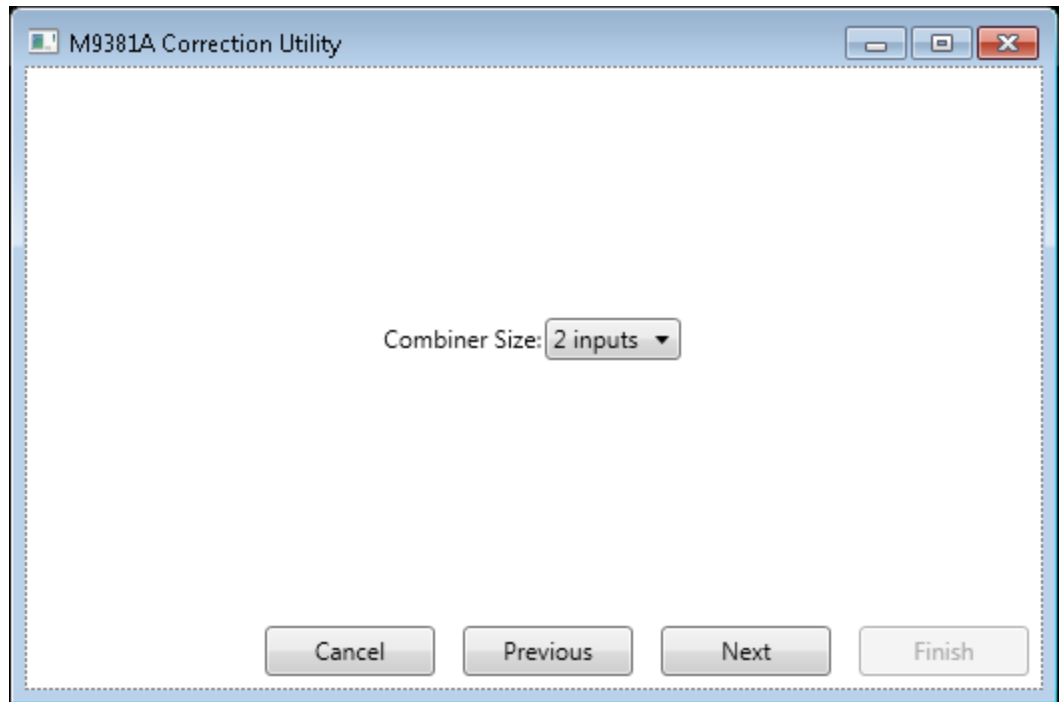 M9381A Correction Utility
Combiner Size: 2 inputs
Cancel Previous Next Finish